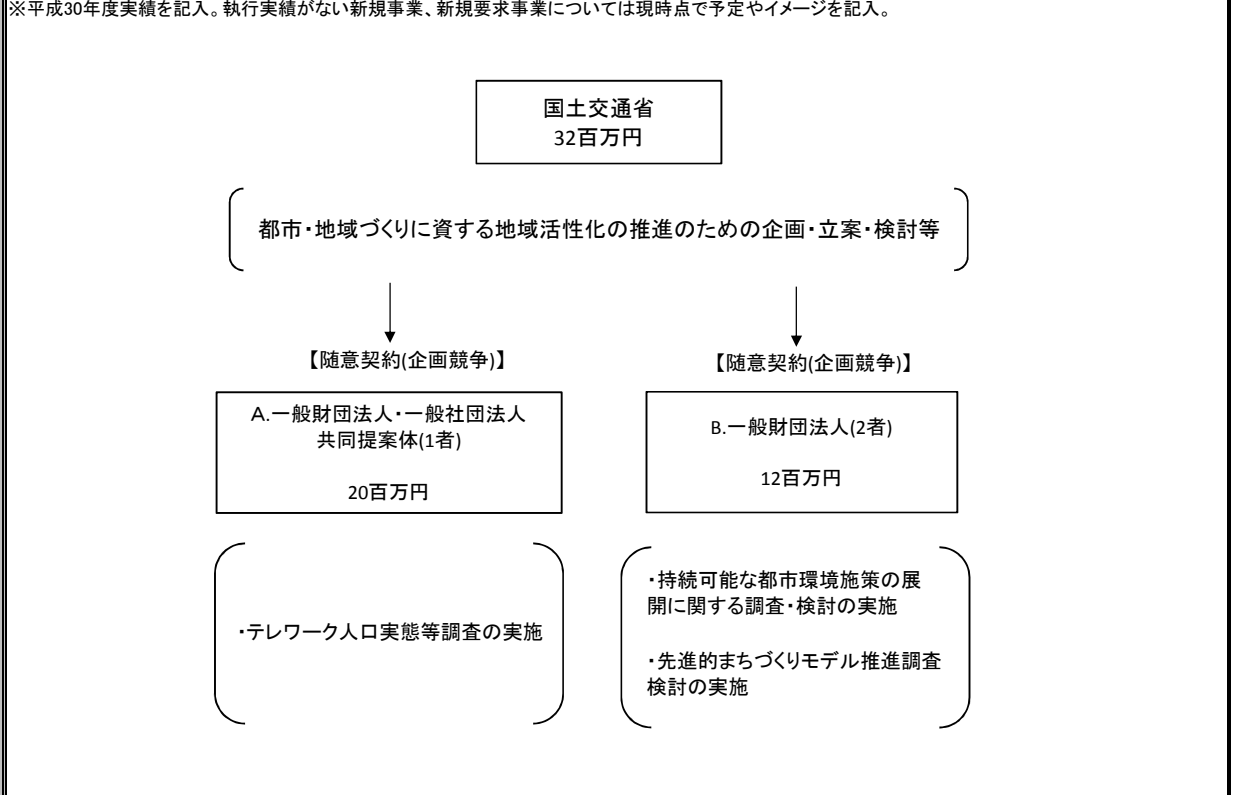 ※平成30年度実績を記入。執行実績がない新規事業、新規要求事業については現時点で予定やイメージを記入。
国土交通省
32百万円
都市・地域づくりに資する地域活性化の推進のための企画・立案・検討等
【随意契約(企画競争)】
A.一般財団法人・一般社団法人
共同提案体(1者)
20百万円
・テレワーク人口実態等調査の実施
【随意契約(企画競争)】
B.一般財団法人(2者)
12百万円
・持続可能な都市環境施策の展
開に関する調査・検討の実施
・先進的まちづくりモデル推進調査
検討の実施